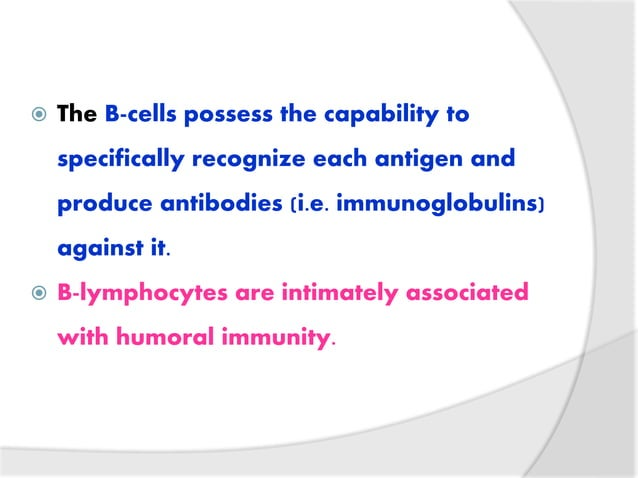 The B-cells possess the capability to
specifically recognize each antigen and
produce antibodies (i.e. immunoglobulins)
against it.
B-lymphocytes are intimately associated
with humoral immunity.